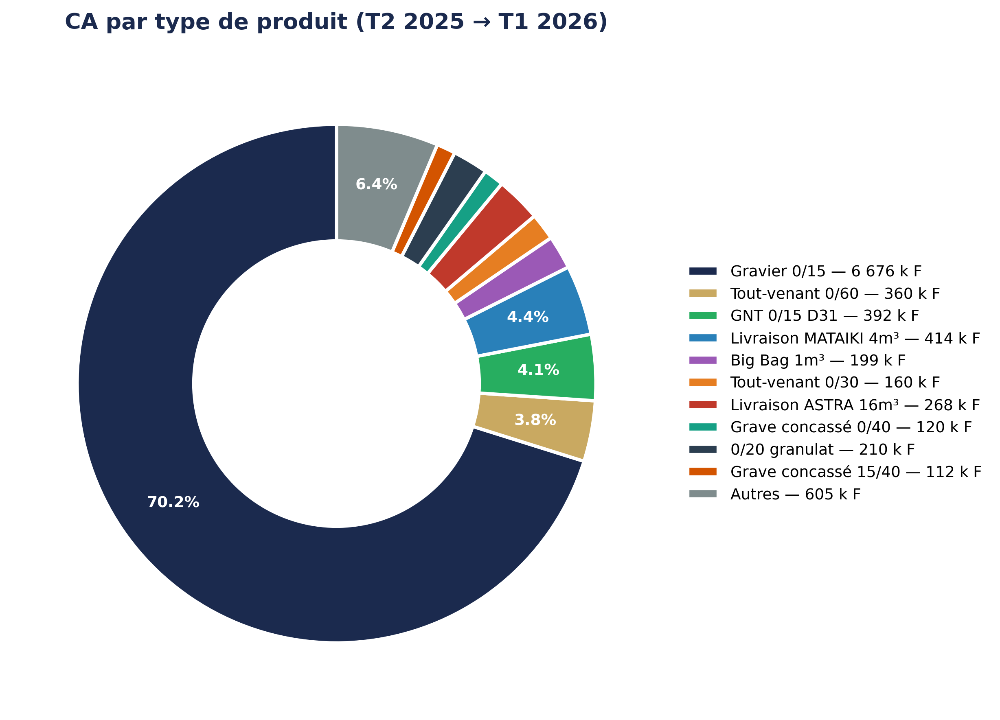 CA par type de produit (T2 2025 → T1 2026)
6.4%
4.4%
4.1%
3.8%
70.2%
Gravier 0/15 — 6 676 k F
Tout-venant 0/60 — 360 k F
GNT 0/15 D31 — 392 k F
Livraison MATAIKI 4m³ — 414 k F
Big Bag 1m³ — 199 k F
Tout-venant 0/30 — 160 k F
Livraison ASTRA 16m³ — 268 k F
Grave concassé 0/40 — 120 k F
0/20 granulat — 210 k F
Grave concassé 15/40 — 112 k F
Autres — 605 k F